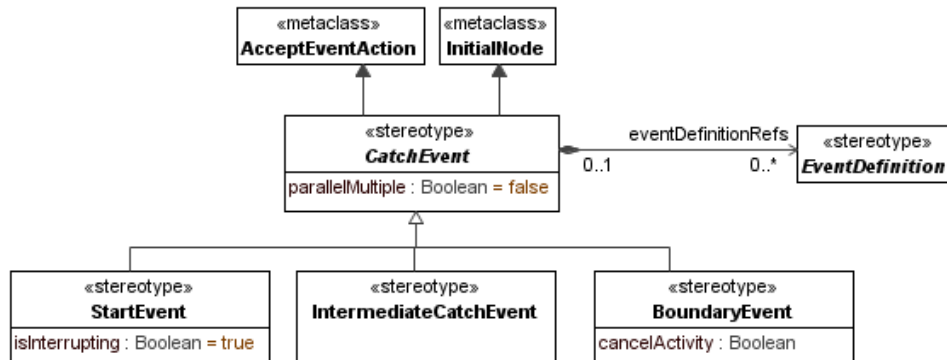 «metaclass»
AcceptEventAction
«metaclass»
InitialNode
«stereotype»
CatchEvent
parallelMultiple : Boolean = false
eventDefinitionRefs
0..1
0..*
«stereotype»
EventDefinition
«stereotype»
StartEvent
isInterrupting : Boolean = true
«stereotype»
IntermediateCatchEvent
«stereotype»
BoundaryEvent
cancelActivity : Boolean